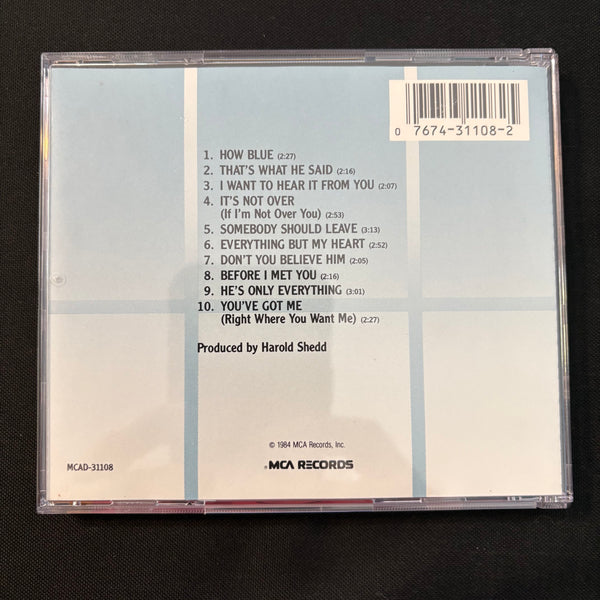 0 7674-31108-2
1. HOW BLUE (2:27)
2. THAT'S WHAT HE SAID (2:16)
3. I WANT TO HEAR IT FROM YOU (2:07)
4. IT'S NOT OVER
(If I'm Not Over You) (2:53)
5. SOMEBODY SHOULD LEAVE (3:13)
6. EVERYTHING BUT MY HEART (2:52)
7. DON'T YOU BELIEVE HIM (2:05)
8. BEFORE I MET YOU (2:16)
9. HE'S ONLY EVERYTHING (3:01)
10. YOU'VE GOT ME
(Right Where You Want Me) (2:27)
Produced by Harold Shedd
© 1984 MCA Records, Inc.
MCA RECORDS
MCAD-31108